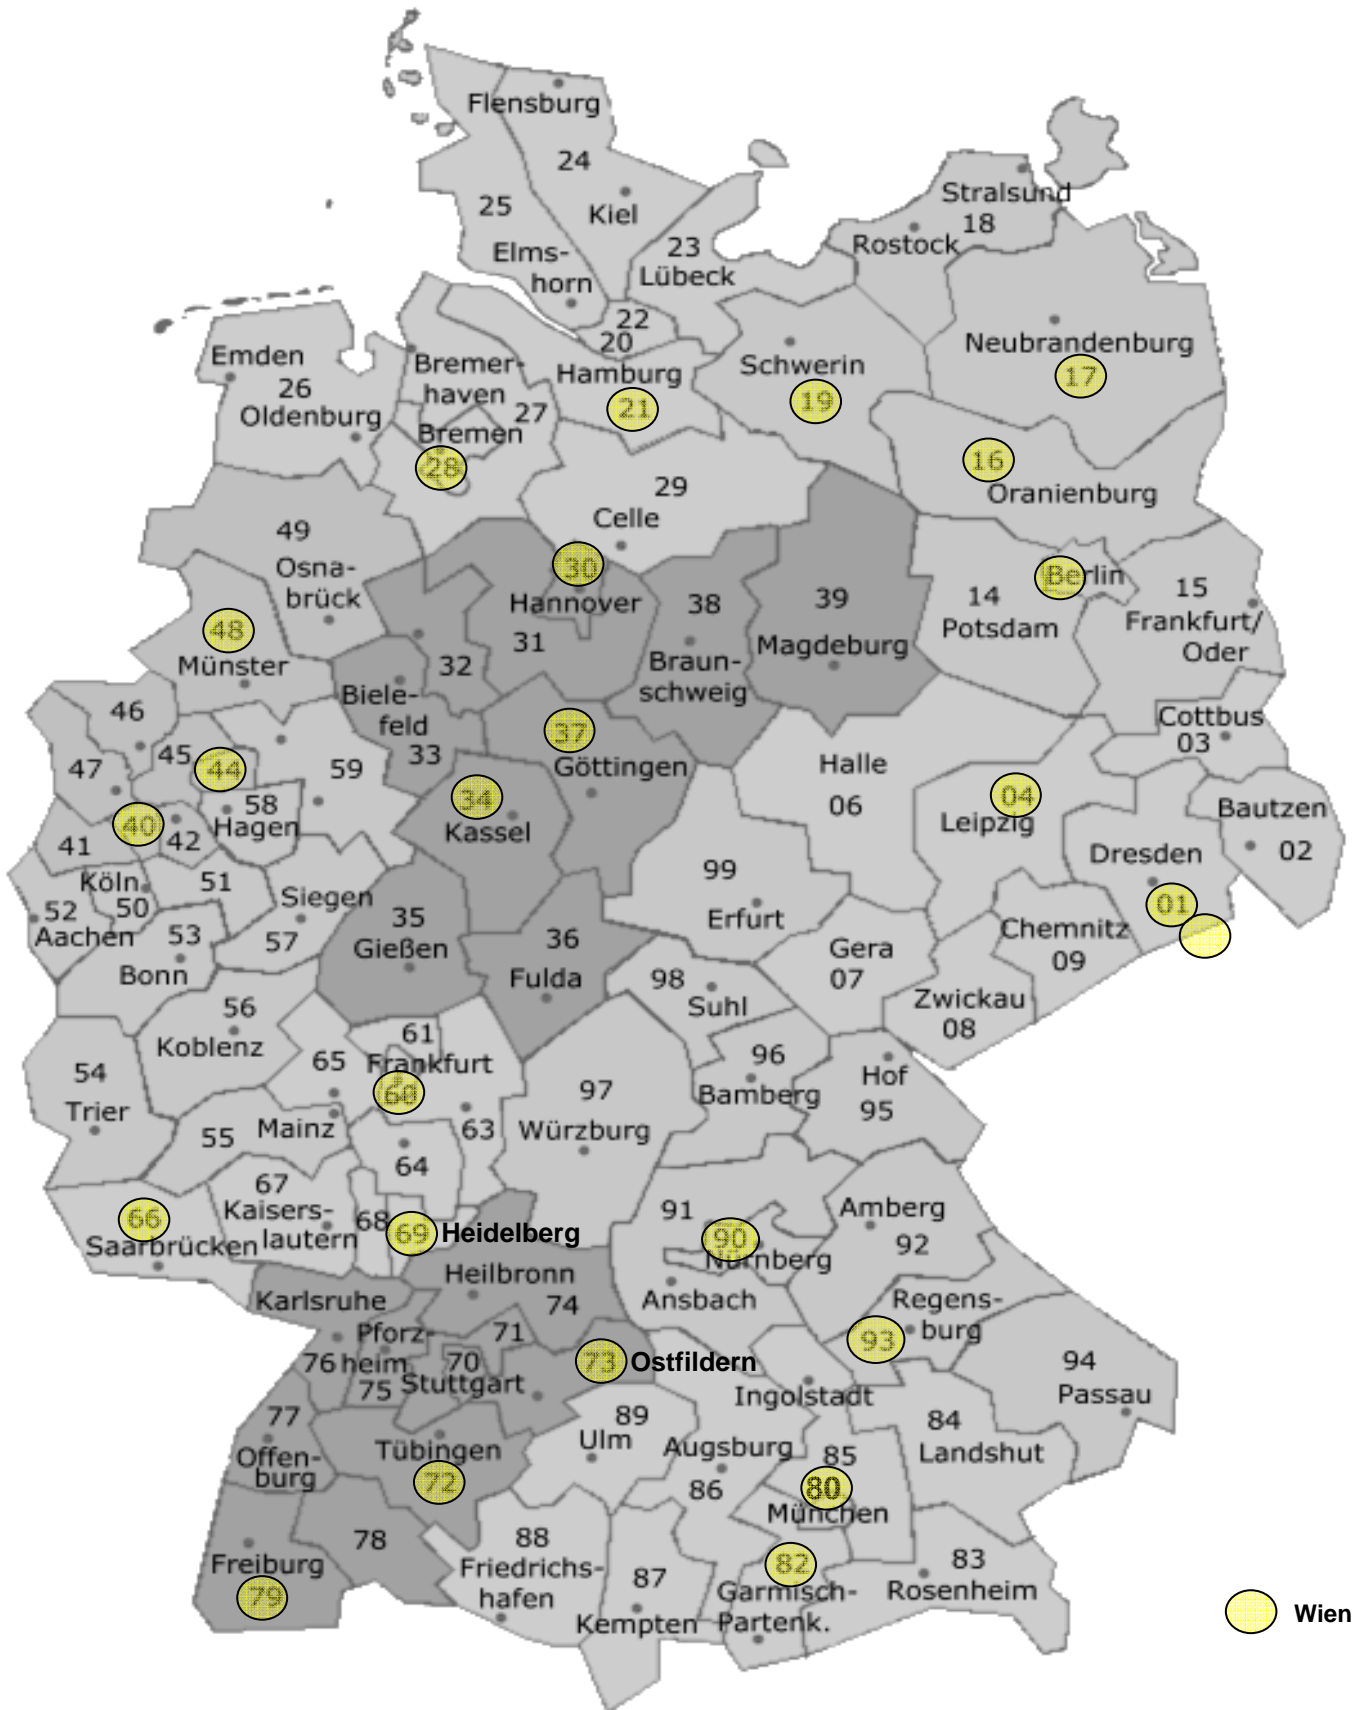 Flensburg
24
25
Kiel
Elms-
horn
23
Lübeck
22
20
Stralsund
18
Rostock
Neubrandenburg
17
Schwerin
19
Emden
26
Oldenburg
Bremer-
haven
27
Hamburg
21
Bremen
28
16
Oranienburg
29
Celle
49
Osna-
brück
30
Hannover
31
32
38
Braun-
schweig
39
Magdeburg
14
Potsdam
Berlin
15
Frankfurt/
Oder
48
Münster
Biele-
feld
33
37
Göttingen
Cottbus
03
46
45
44
47
59
58
Hagen
40
42
41
34
Kassel
Halle
06
04
Leipzig
Bautzen
02
Dresden
01
Köln
50
51
52
Aachen
53
Bonn
Siegen
57
35
Gießen
36
Fulda
99
Erfurt
Gera
07
Chemnitz
09
Zwickau
08
98
Suhl
56
Koblenz
61
Frankfurt
60
65
54
Trier
55
Mainz
63
64
97
Würzburg
96
Bamberg
Hof
95
67
Kaisers-
lautern
68
69 Heidelberg
66
Saarbrücken
91
90
Nürnberg
Ansbach
Amberg
92
Heilbronn
74
Karlsruhe
Pforz-
heim
76
75
71
70
Stuttgart
73 Ostfildern
Regens-
burg
93
94
Passau
Ingolstadt
77
Offen-
burg
Tübingen
72
89
Ulm
Augsburg
86
85
80
München
84
Landshut
78
Freiburg
79
88
Friedrichs-
hafen
87
Kempten
82
Garmisch-
Partenk.
83
Rosenheim
Wien